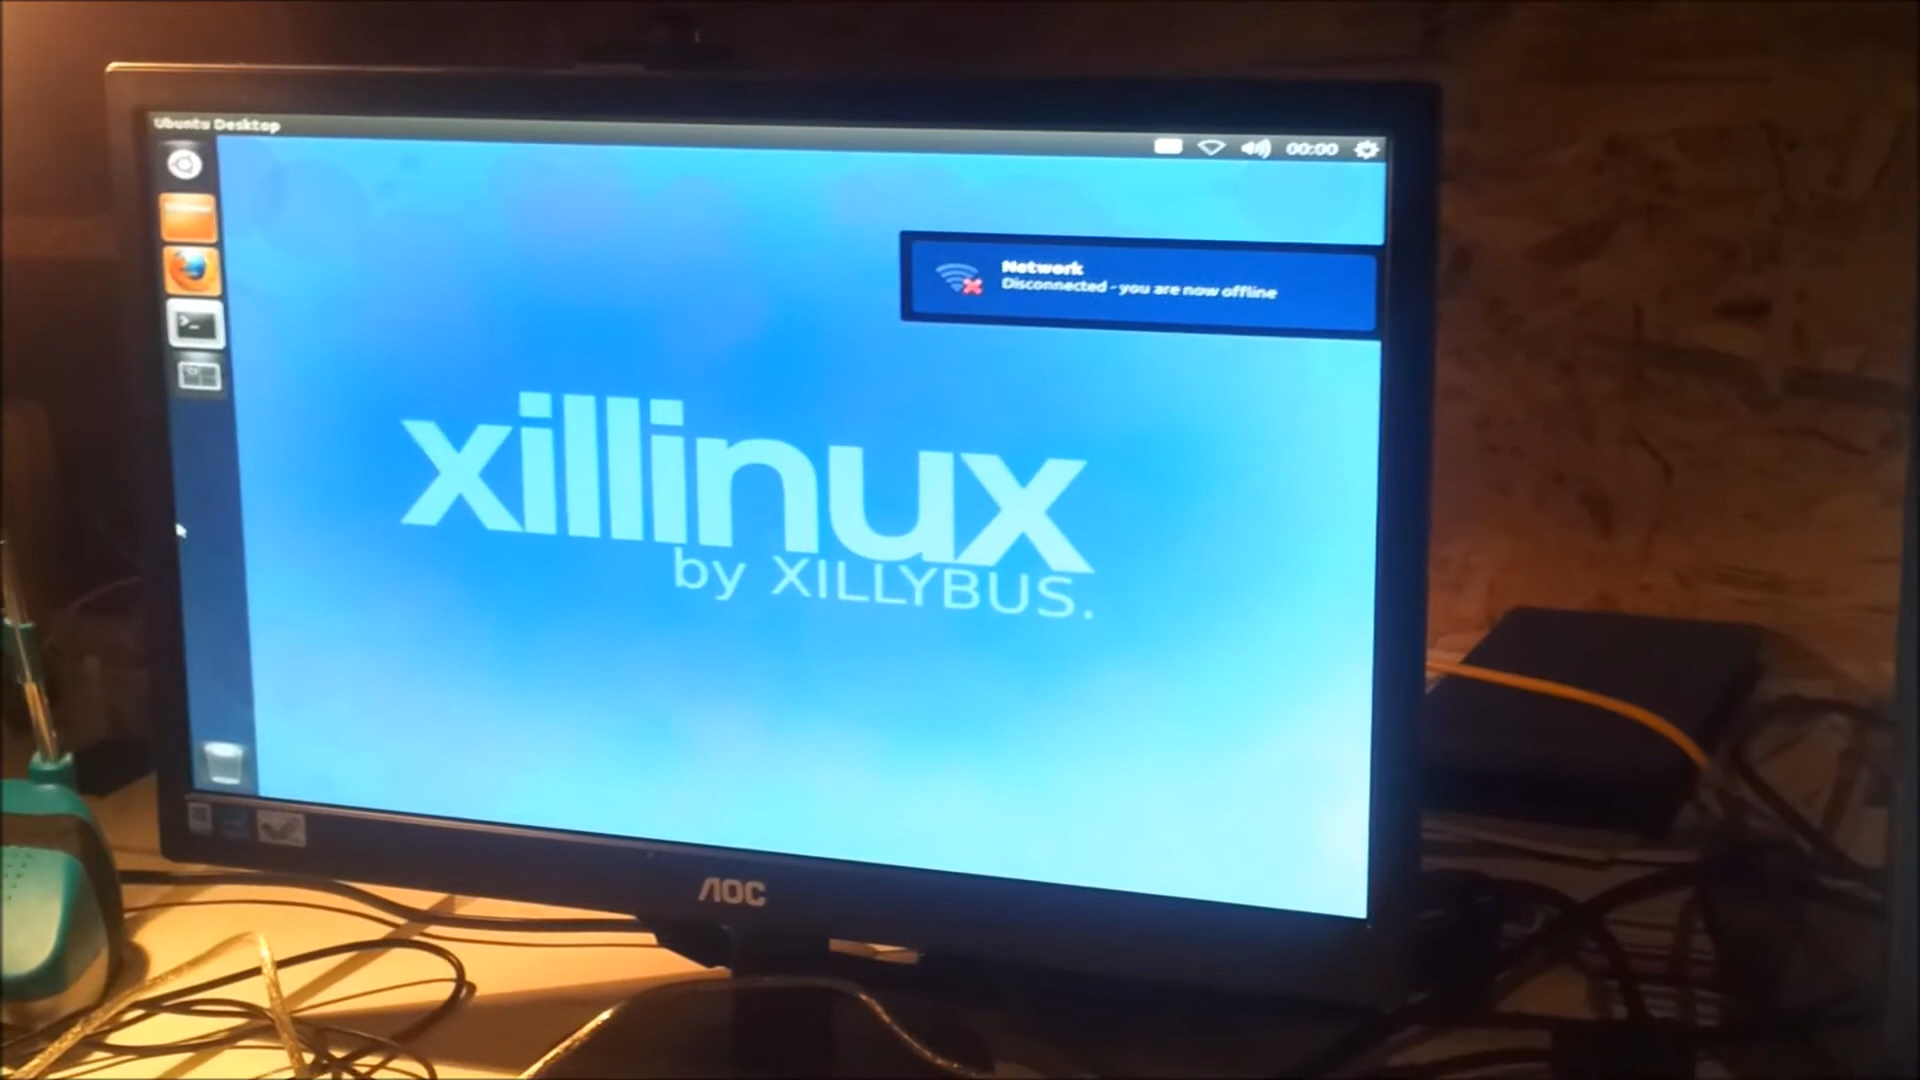 Ubuntu Desktop
00:00
Network
Disconnected - you are now offline
xillinux
by XILLYBUS.
AOC